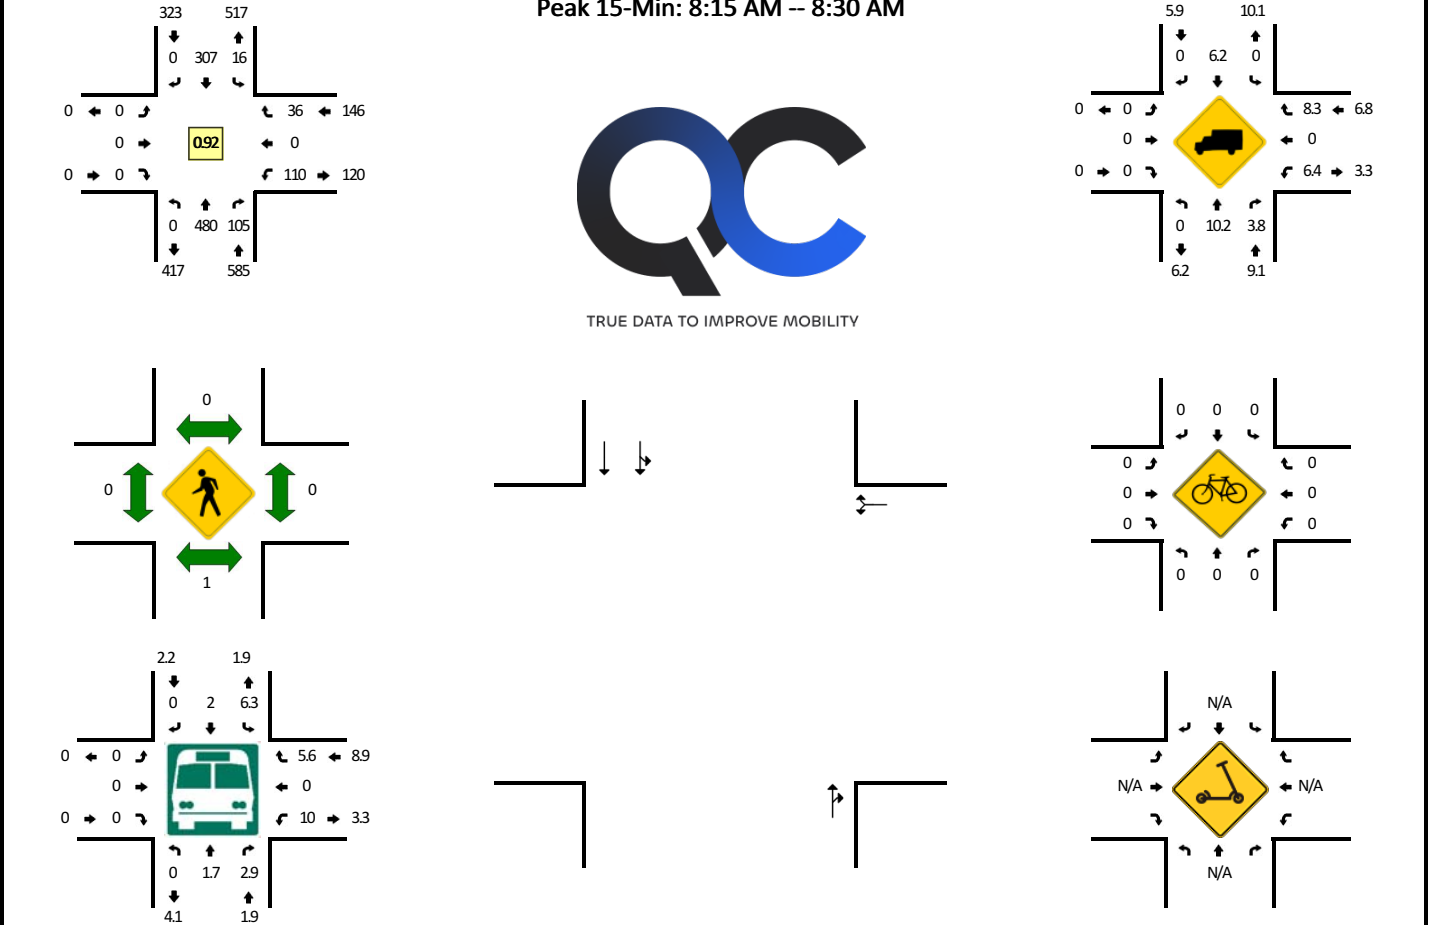 Peak 15-Min: 8:15 AM -- 8:30 AM
323 517
0 307 16
0 0 36 146
0 0.92 0
0 0 110 120
0 480 105
417 585
QC
TRUE DATA TO IMPROVE MOBILITY
5.9 10.1
0 6.2 0
0 0 8.3 6.8
0 0
0 0 6.4 3.3
0 10.2 3.8
6.2 9.1
0
0 0
1
0 0 0
0 0
0 0
0 0
0 0 0
2.2 1.9
0 2 6.3
0 0 5.6 8.9
0 0
0 0 10 3.3
0 1.7 2.9
4.1 1.9
N/A
N/A N/A
N/A